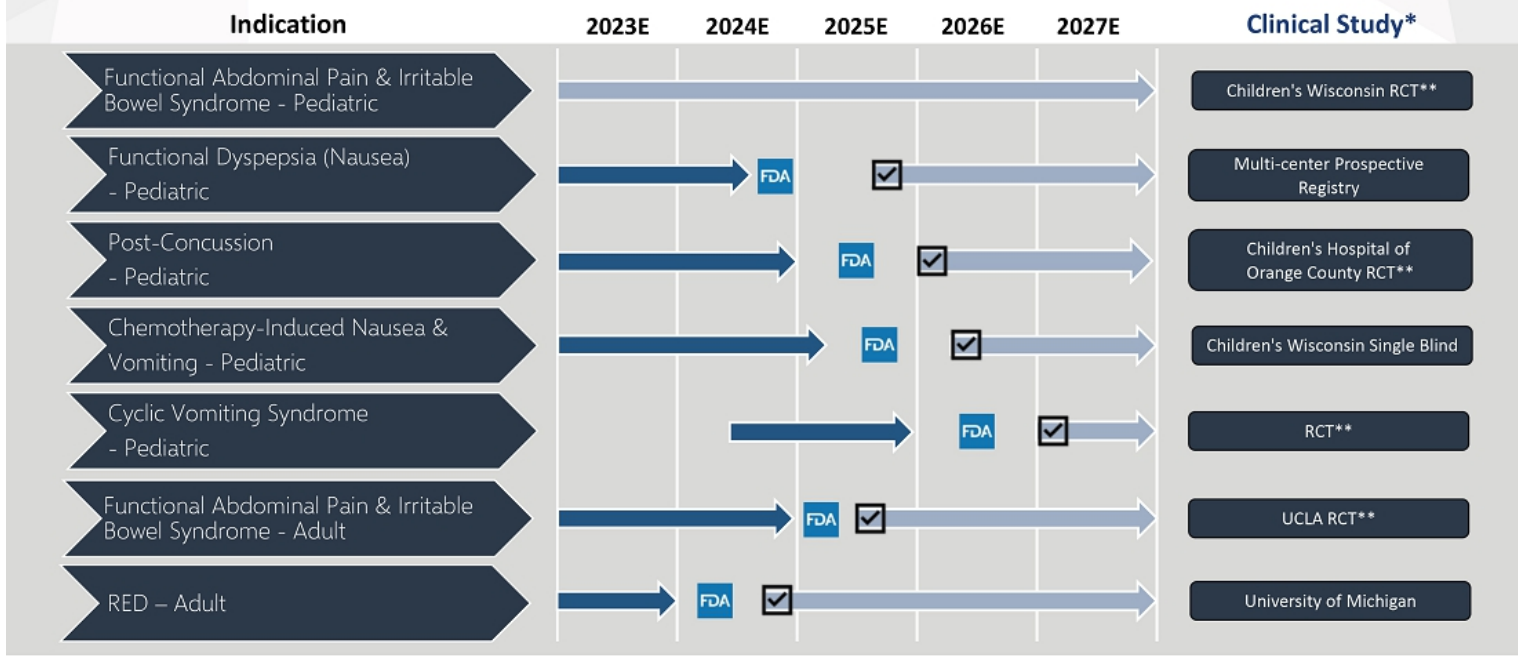 Indication 2023E 2024E 2025E 2026E 2027E Clinical Study*
Functional Abdominal Pain & Irritable
Bowel Syndrome - Pediatric
Children's Wisconsin RCT**
Functional Dyspepsia (Nausea)
- Pediatric
FDA
Multi-center Prospective
Registry
Post-Concussion
- Pediatric
FDA
Children's Hospital of
Orange County RCT**
Chemotherapy-Induced Nausea &
Vomiting - Pediatric
FDA
Children's Wisconsin Single Blind
Cyclic Vomiting Syndrome
- Pediatric
FDA
RCT**
Functional Abdominal Pain & Irritable
Bowel Syndrome - Adult
FDA
UCLA RCT**
RED – Adult
FDA
University of Michigan